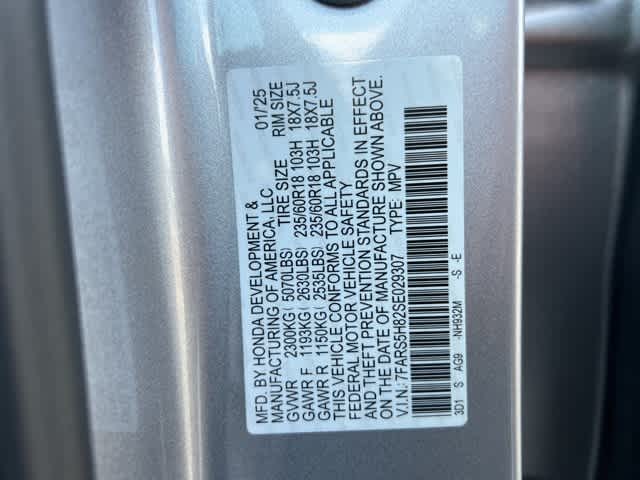 MFD. BY HONDA DEVELOPMENT & 01/'25
MANUFACTURING OF AMERICA, LLC
GVWR 2300KG ( 5070LBS) TIRE SIZE RIM SIZE
GAWR F 1193KG ( 2630LBS) 235/60R18 103H 18X7.5J
GAWR R 1150KG ( 2535LBS) 235/60R18 103H 18X7.5J
THIS VEHICLE CONFORMS TO ALL APPLICABLE
FEDERAL MOTOR VEHICLE SAFETY
AND THEFT PREVENTION STANDARDS IN EFFECT
ON THE DATE OF MANUFACTURE SHOWN ABOVE.
V.I.N.: 7FARS5H82SE029307 TYPE: MPV
3D1 S AG9 -NH932M -S -E